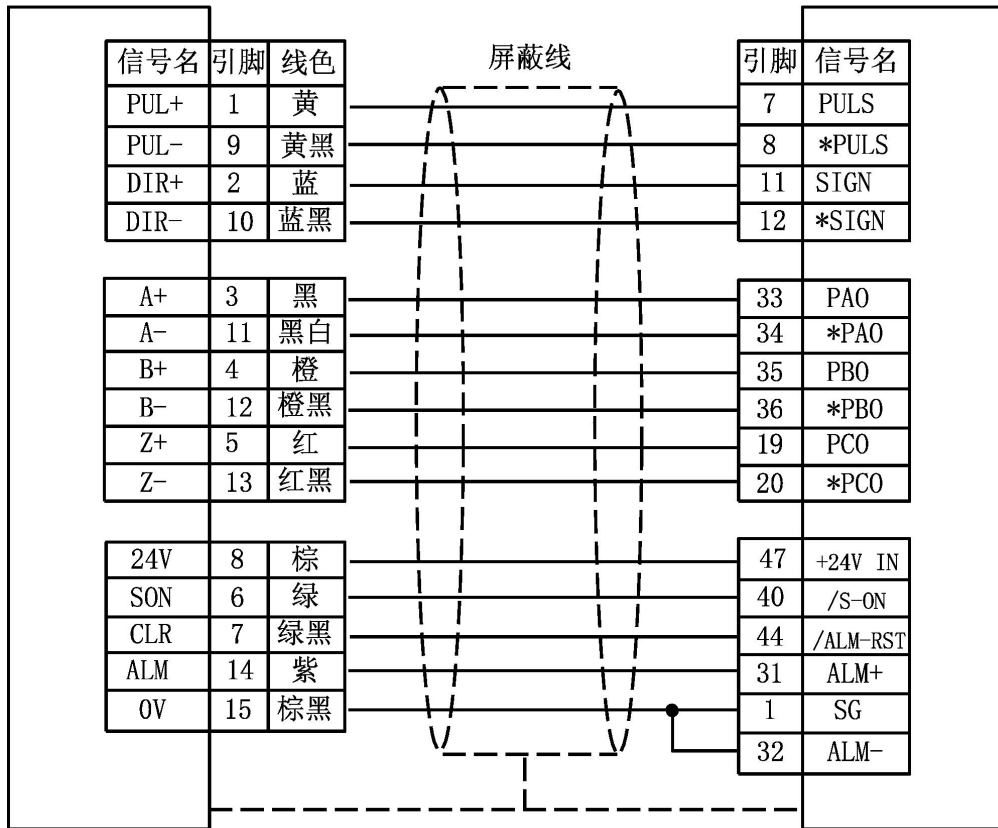 屏蔽线
信号名 引脚 线色 引脚 信号名
PUL+ 1 黄 7 PULS
PUL- 9 黄黑 8 *PULS
DIR+ 2 蓝 11 SIGN
DIR- 10 蓝黑 12 *SIGN
A+ 3 黑 33 PAO
A- 11 黑白 34 *PAO
B+ 4 橙 35 PBO
B- 12 橙黑 36 *PBO
Z+ 5 红 19 PCO
Z- 13 红黑 20 *PCO
24V 8 棕 47 +24V IN
SON 6 绿 40 /S-ON
CLR 7 绿黑 44 /ALM-RST
ALM 14 紫 31 ALM+
0V 15 棕黑 1 SG
32 ALM-